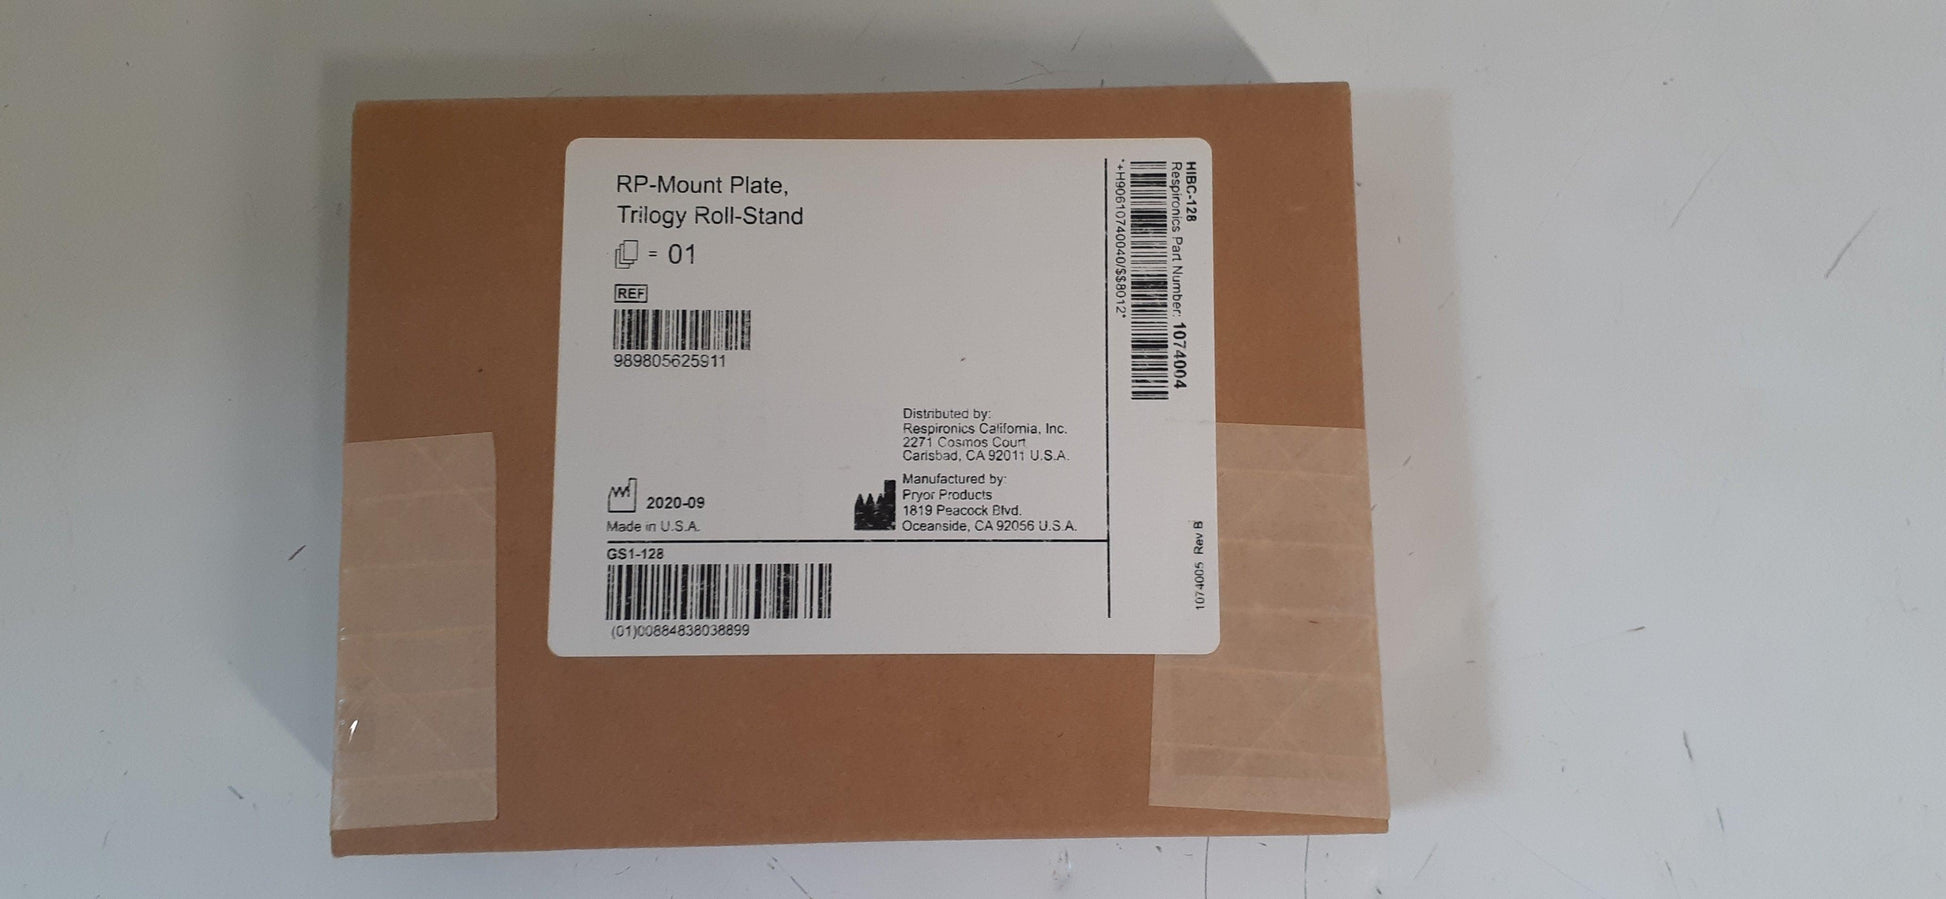 RP-Mount Plate,
Trilogy Roll-Stand
= 01
REF
989805625911
Distributed by:
Respironics California, Inc.
2271 Cosmos Court
Carlsbad, CA 92011 U.S.A.
Manufactured by:
Pryor Products
1819 Peacock Blvd.
Oceanside, CA 92056 U.S.A.
2020-09
Made in U.S.A.
GS1-128
(01)00884838038899
HIBC-128
Respironics Part Number: 1074004
*+H90610740040/$$8012*
1074005 Rev B